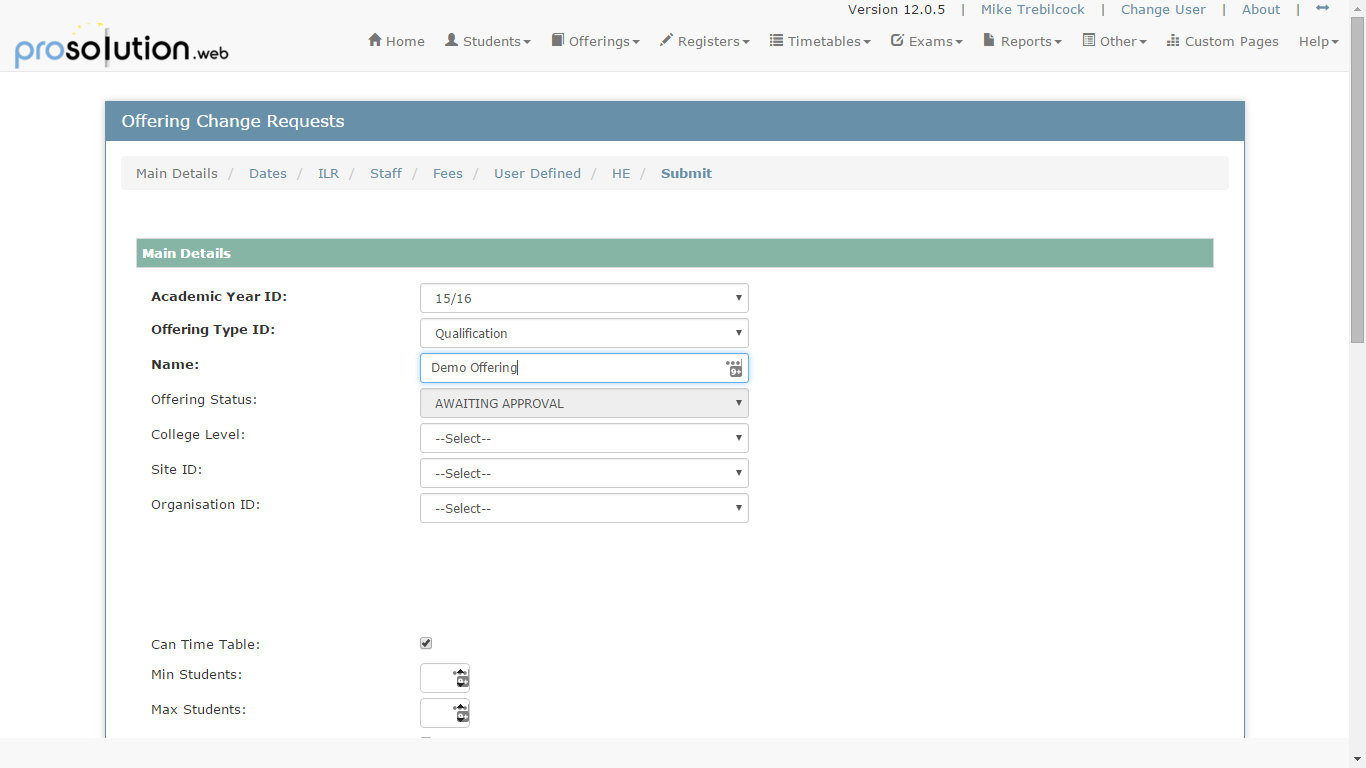 Version 12.0.5 | Mike Trebilcock | Change User | About |
prosolution.web
Home Students Offerings Registers Timetables Exams Reports Other Custom Pages Help
Offering Change Requests
Main Details / Dates / ILR / Staff / Fees / User Defined / HE / Submit
Main Details
Academic Year ID: 15/16
Offering Type ID: Qualification
Name: Demo Offering
Offering Status: AWAITING APPROVAL
College Level: --Select--
Site ID: --Select--
Organisation ID: --Select--
Can Time Table:
Min Students:
Max Students: